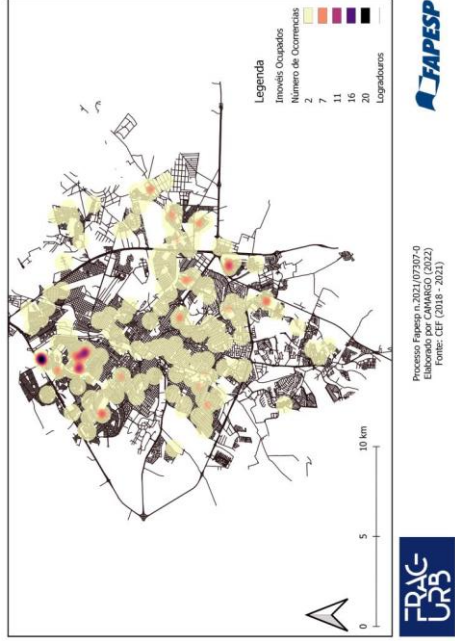 Legenda
Imovéis Ocupados
Número de Ocorrencias
2
7
11
16
20
Logradouros
0 5 10 km
FRAG-
URB
Processo Fapesp n.2021/07307-0
Elaborado por CAMARGO (2022)
Fonte: CEF (2018 - 2021)
FAPESP